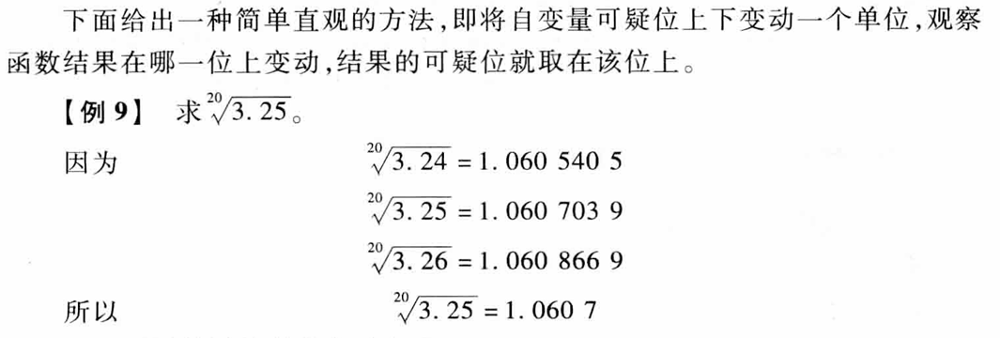 下面给出一种简单直观的方法,即将自变量可疑位上下变动一个单位,观察
函数结果在哪一位上变动,结果的可疑位就取在该位上。
【例 9】 求 $\sqrt[20]{3.25}$。
因为 $\sqrt[20]{3.24}$ = 1.060 540 5
$\sqrt[20]{3.25}$ = 1.060 703 9
$\sqrt[20]{3.26}$ = 1.060 866 9
所以 $\sqrt[20]{3.25}$ = 1.060 7